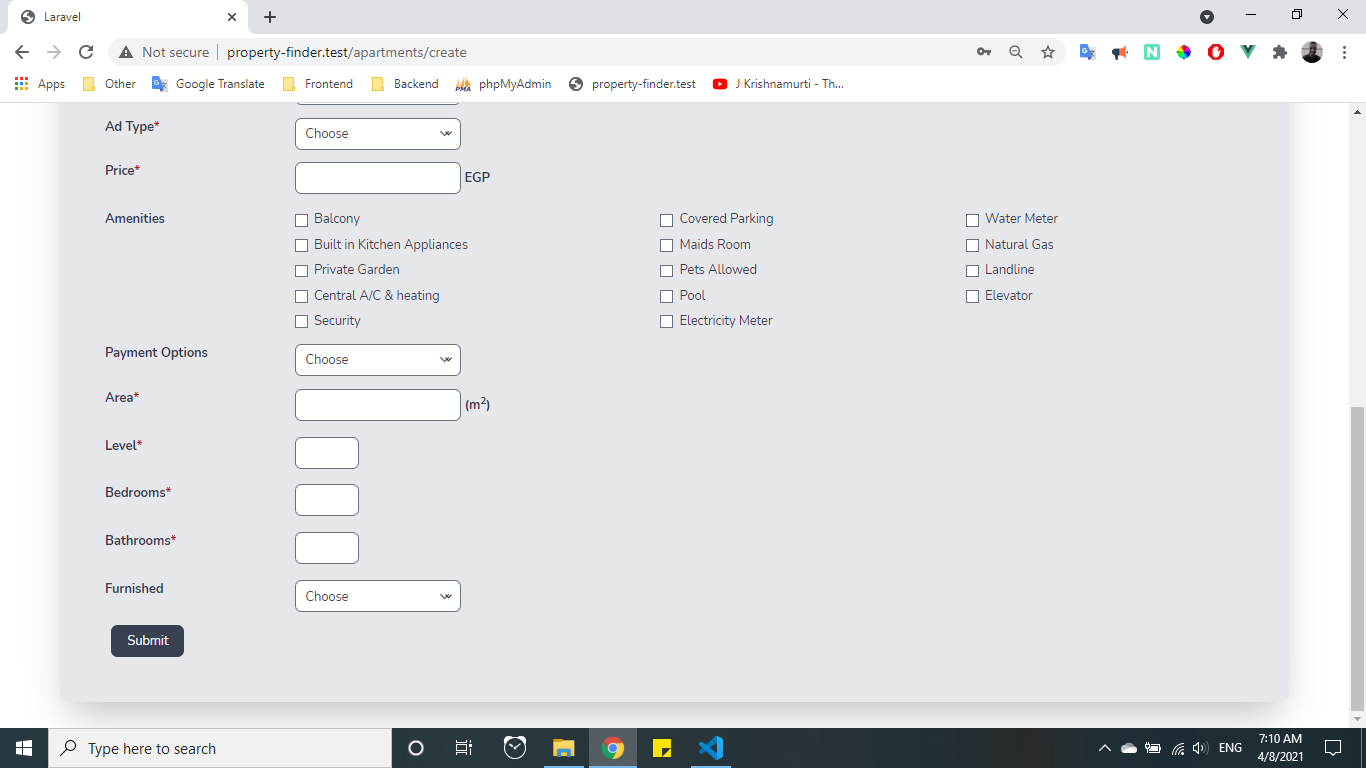 Laravel
Not secure property-finder.test/apartments/create
Apps Other Google Translate Frontend Backend phpMyAdmin property-finder.test J Krishnamurti - Th...
Ad Type* Choose
Price* EGP
Amenities Balcony Covered Parking Water Meter
Built in Kitchen Appliances Maids Room Natural Gas
Private Garden Pets Allowed Landline
Central A/C & heating Pool Elevator
Security Electricity Meter
Payment Options Choose
Area* (m²)
Level*
Bedrooms*
Bathrooms*
Furnished Choose
Submit
Type here to search ENG 7:10 AM
4/8/2021